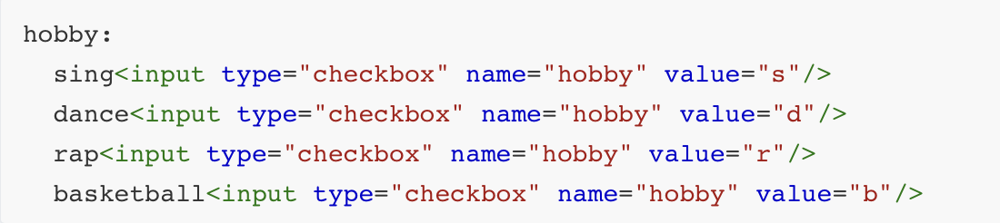 hobby:
sing<input type="checkbox" name="hobby" value="s"/>
dance<input type="checkbox" name="hobby" value="d"/>
rap<input type="checkbox" name="hobby" value="r"/>
basketball<input type="checkbox" name="hobby" value="b"/>